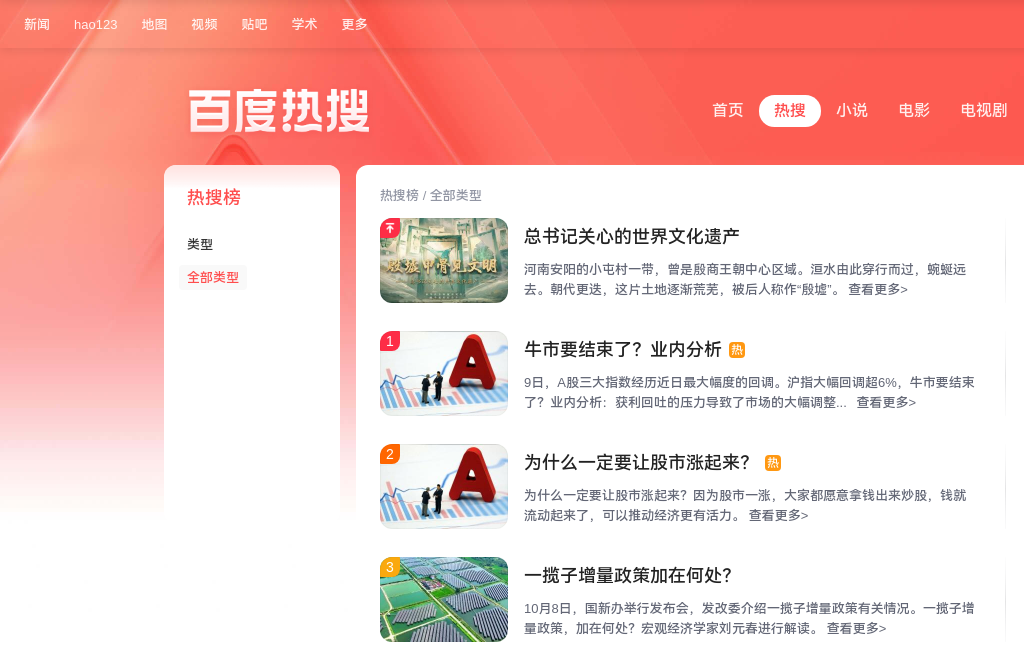 新闻 hao123 地图 视频 贴吧 学术 更多
百度热搜
首页 热搜 小说 电影 电视剧
热搜榜
类型
全部类型
热搜榜 / 全部类型
殷墟甲骨见文明
总书记关心的世界文化遗产
河南安阳的小屯村一带，曾是殷商王朝中心区域。洹水由此穿行而过，蜿蜒远
去。朝代更迭，这片土地逐渐荒芜，被后人称作“殷墟”。 查看更多>
1
A
牛市要结束了？业内分析 热
9日，A股三大指数经历近日最大幅度的回调。沪指大幅回调超6%，牛市要结束
了？业内分析：获利回吐的压力导致了市场的大幅调整... 查看更多>
2
A
为什么一定要让股市涨起来？ 热
为什么一定要让股市涨起来？因为股市一涨，大家都愿意拿钱出来炒股，钱就
流动起来了，可以推动经济更有活力。 查看更多>
3
一揽子增量政策加在何处？
10月8日，国新办举行发布会，发改委介绍一揽子增量政策有关情况。一揽子增
量政策，加在何处？宏观经济学家刘元春进行解读。 查看更多>